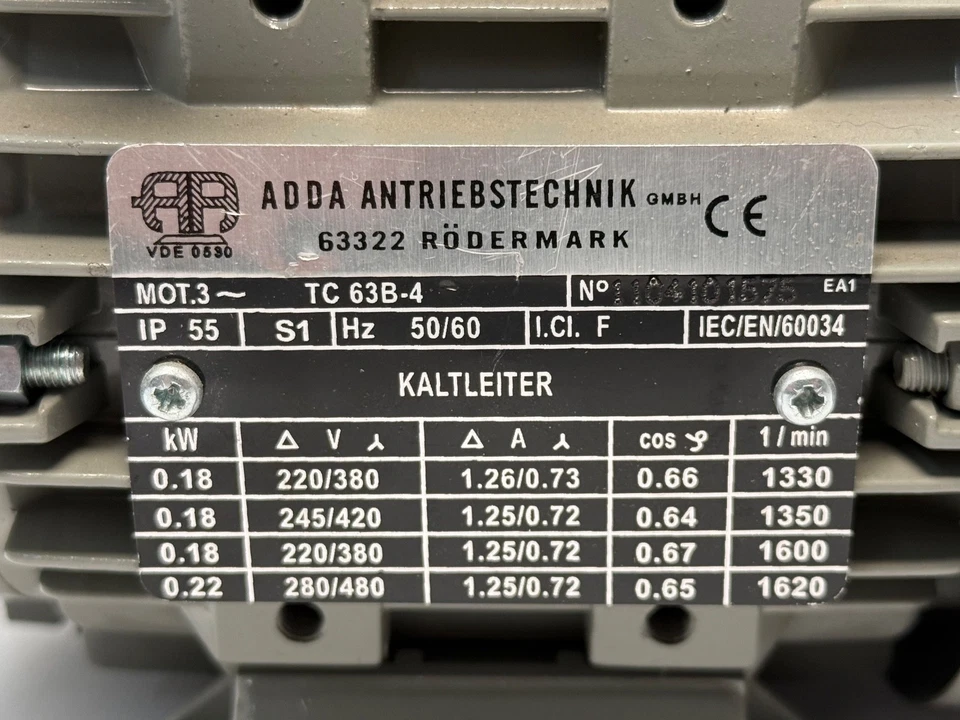 ADDA ANTRIEBSTECHNIK GMBH CE
63322 RÖDERMARK
VDE 0530
MOT.3~ TC 63B-4 Nº 1104101575 EA1
IP 55 S1 Hz 50/60 I.Cl. F IEC/EN/60034
KALTLEITER
kW Δ V ⅄ Δ A ⅄ cos φ 1/min
0.18 220/380 1.26/0.73 0.66 1330
0.18 245/420 1.25/0.72 0.64 1350
0.18 220/380 1.25/0.72 0.67 1600
0.22 280/480 1.25/0.72 0.65 1620